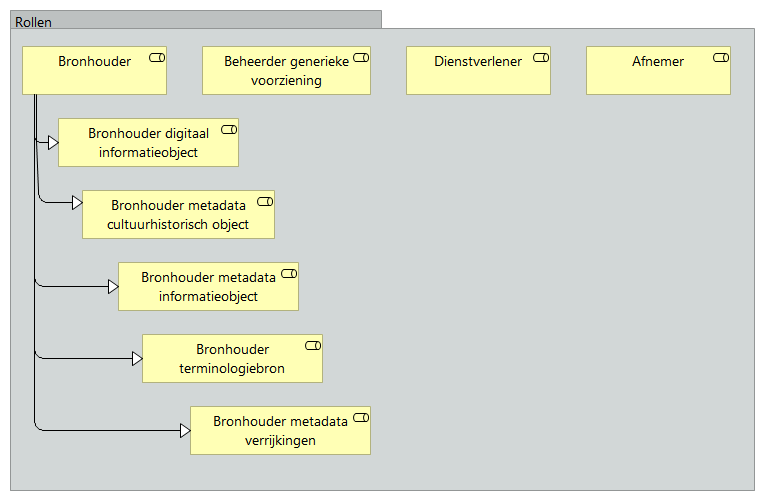 Rollen
Bronhouder
Beheerder generieke
voorziening
Dienstverlener
Afnemer
Bronhouder digitaal
informatieobject
Bronhouder metadata
cultuurhistorisch object
Bronhouder metadata
informatieobject
Bronhouder
terminologiebron
Bronhouder metadata
verrijkingen